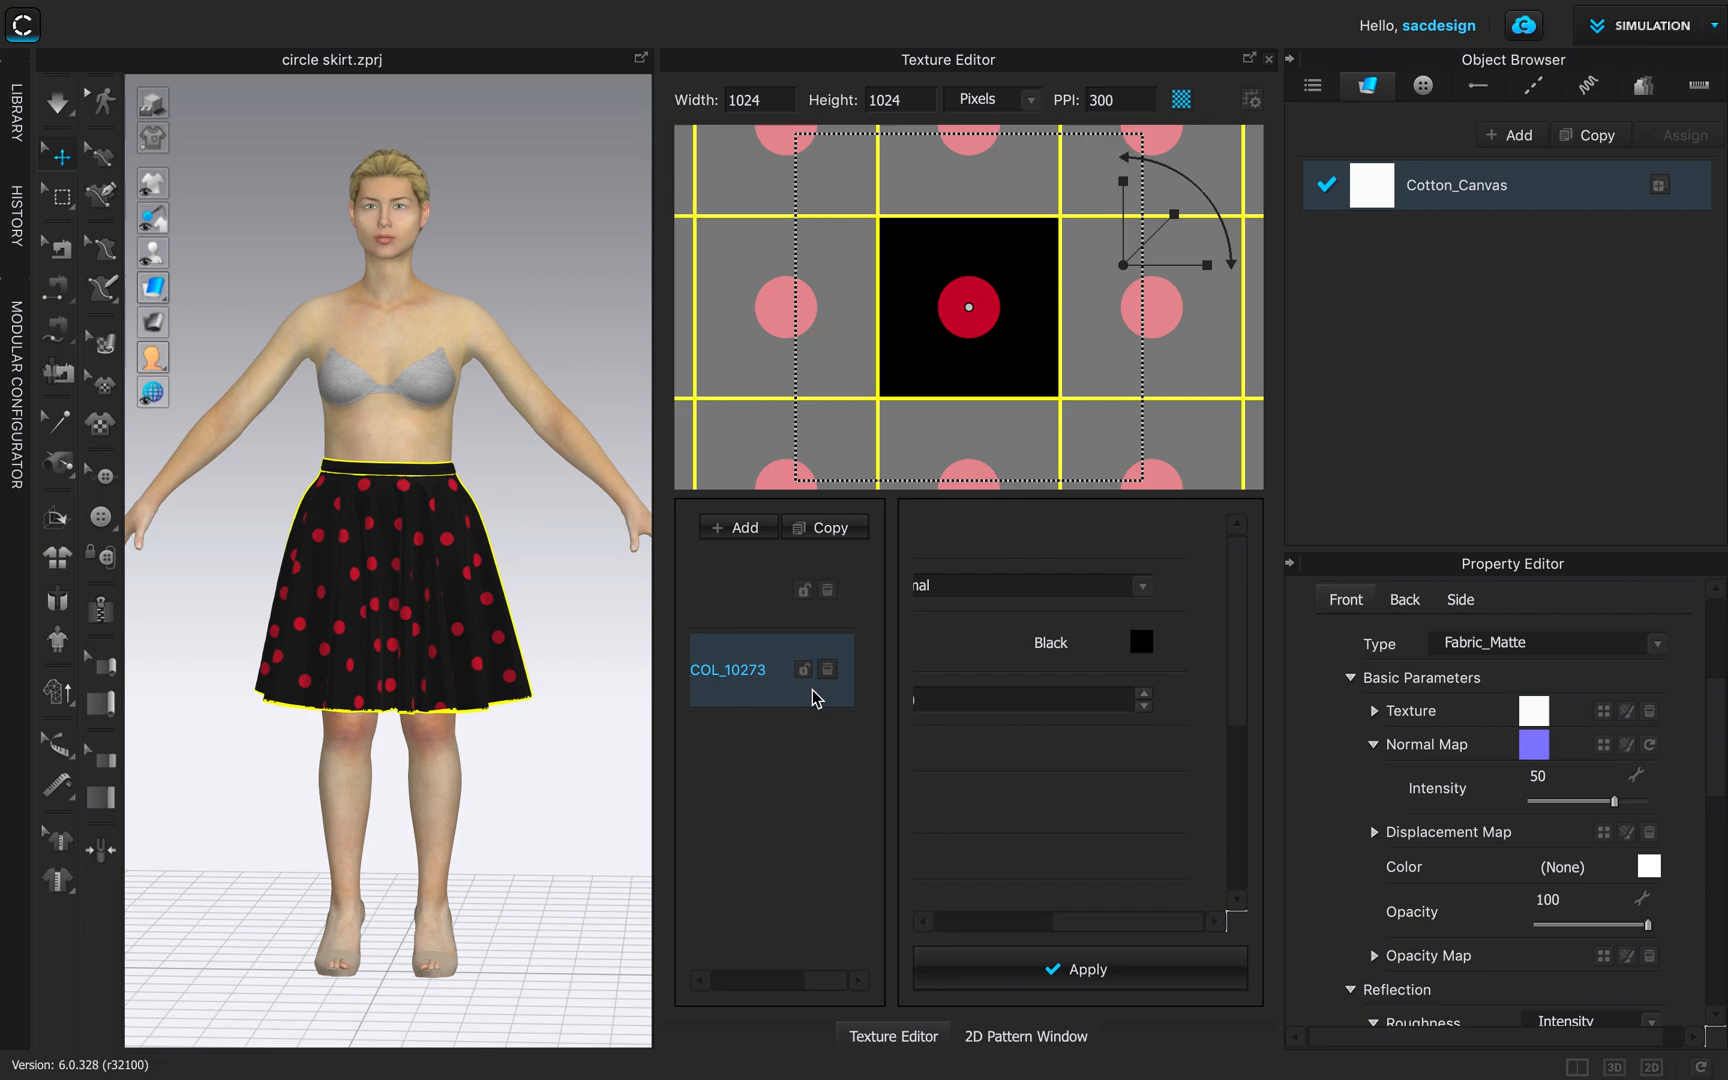 Hello, sacdesign
SIMULATION
circle skirt.zprj
Texture Editor
Object Browser
LIBRARY
HISTORY
MODULAR CONFIGURATOR
Width: 1024 Height: 1024 Pixels PPI: 300
+ Add Copy Assign
Cotton_Canvas
+ Add Copy
nal
Black
COL_10273
Apply
Texture Editor 2D Pattern Window
Property Editor
Front Back Side
Type Fabric_Matte
Basic Parameters
Texture
Normal Map
50
Intensity
Displacement Map
Color (None)
100
Opacity
Opacity Map
Reflection
Roughness Intensity
Version: 6.0.328 (r32100)
3D 2D